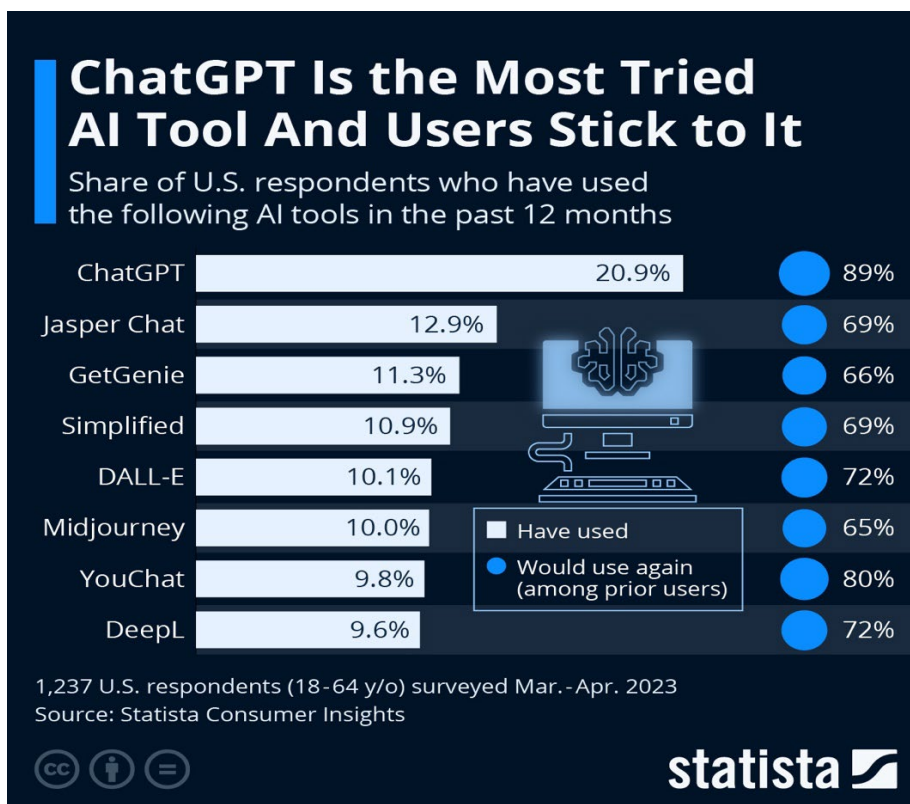 ChatGPT Is the Most Tried
AI Tool And Users Stick to It
Share of U.S. respondents who have used
the following AI tools in the past 12 months
ChatGPT 20.9% 89%
Jasper Chat 12.9% 69%
GetGenie 11.3% 66%
Simplified 10.9% 69%
DALL-E 10.1% 72%
Midjourney 10.0% 65%
YouChat 9.8% 80%
DeepL 9.6% 72%
Have used
Would use again
(among prior users)
1,237 U.S. respondents (18-64 y/o) surveyed Mar.-Apr. 2023
Source: Statista Consumer Insights
cc
statista